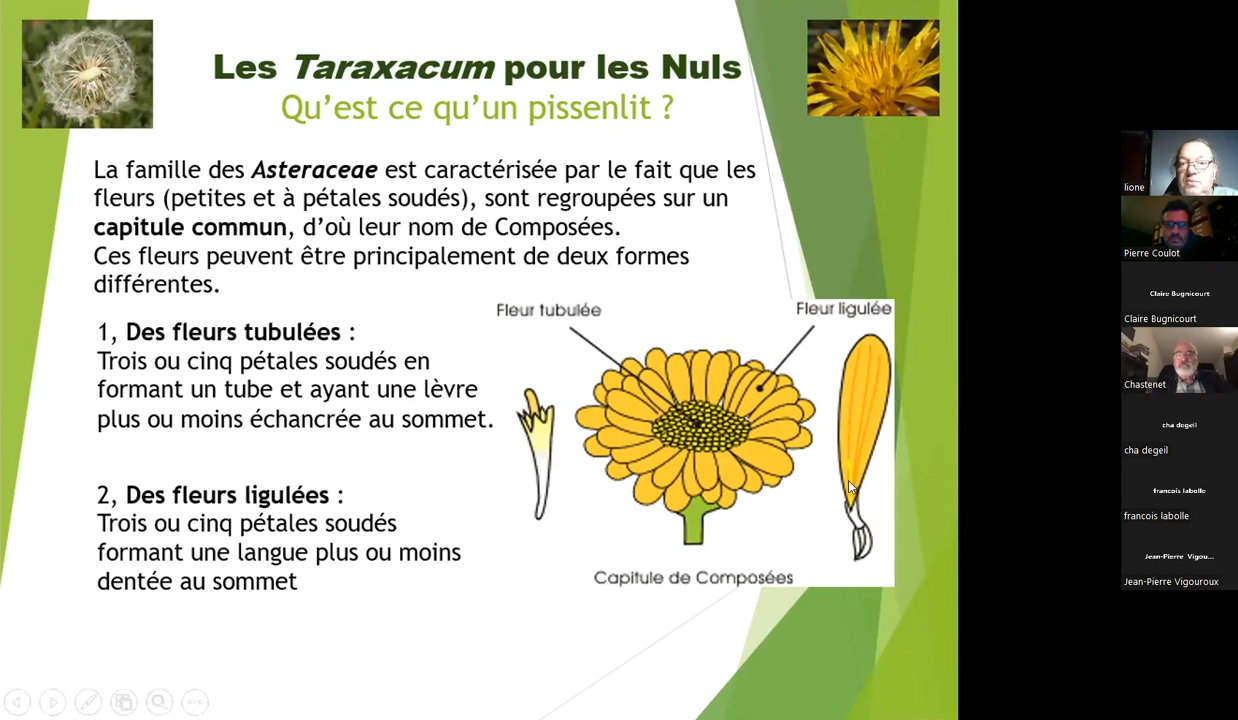 Les Taraxacum pour les Nuls
Qu'est ce qu'un pissenlit ?
La famille des Asteraceae est caractérisée par le fait que les
fleurs (petites et à pétales soudés), sont regroupées sur un
capitule commun, d'où leur nom de Composées.
Ces fleurs peuvent être principalement de deux formes
différentes.
1, Des fleurs tubulées :
Trois ou cinq pétales soudés en
formant un tube et ayant une lèvre
plus ou moins échancrée au sommet.
2, Des fleurs ligulées :
Trois ou cinq pétales soudés
formant une langue plus ou moins
dentée au sommet
Fleur tubulée
Fleur ligulée
Capitule de Composées
lione
Pierre Coulot
Claire Bugnicourt
Claire Bugnicourt
Chastenet
cha degeil
cha degeil
francois labolle
francois labolle
Jean-Pierre Vigou...
Jean-Pierre Vigouroux